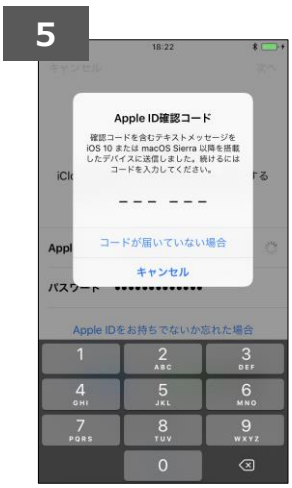 5
18:22
キャンセル
次へ
Apple ID確認コード
確認コードを含むテキストメッセージを
iOS 10 または macOS Sierra 以降を搭載
したデバイスに送信しました。続けるには
コードを入力してください。
iClo
する
コードが届いていない場合
Appl
キャンセル
パスワード
Apple IDをお持ちでないか忘れた場合
1
2
ABC
3
DEF
4
GHI
5
JKL
6
MNO
7
PQRS
8
TUV
9
WXYZ
0